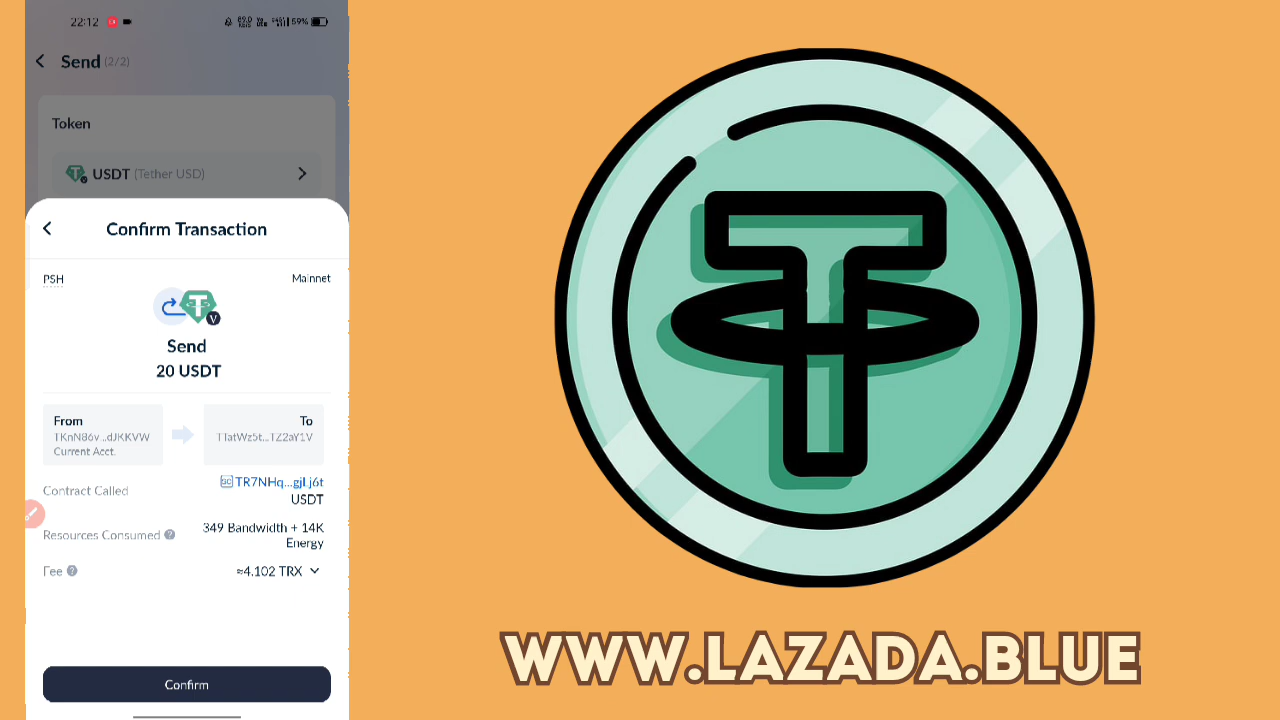 22:12
59%
Send (2/2)
Token
USDT (Tether USD)
Confirm Transaction
PSH
Mainnet
V
Send
20 USDT
From
To
TKnN86v...dJKKVW
TTatWz5t...TZ2aY1V
Current Acct.
Contract Called
TR7NHq...gjLj6t
USDT
Resources Consumed
349 Bandwidth + 14K
Energy
Fee
≈4.102 TRX
Confirm
WWW.LAZADA.BLUE